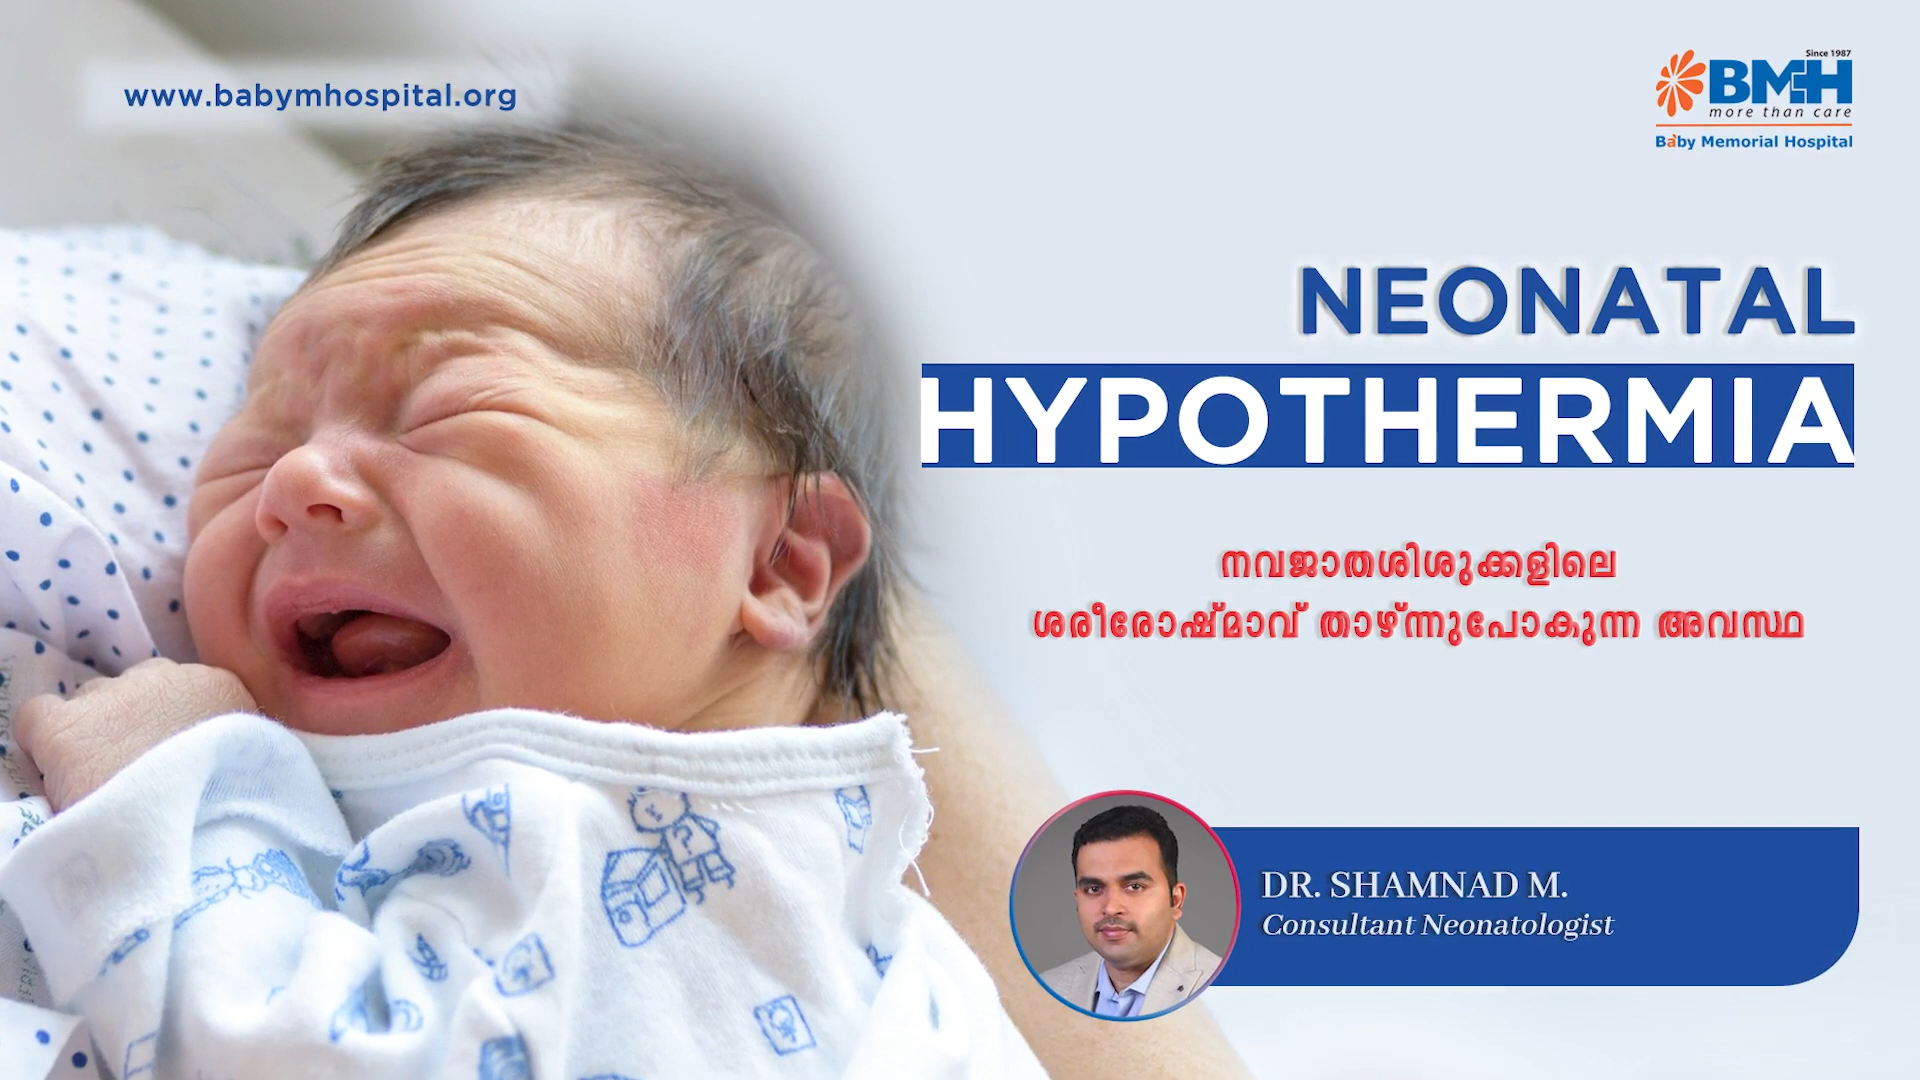 www.babymhospital.org
Since 1987
BMH
more than care
Baby Memorial Hospital
NEONATAL
HYPOTHERMIA
നവജാതശിശുക്കളിലെ
ശരീരോഷ്മാവ് താഴ്ന്നുപോകുന്ന അവസ്ഥ
DR. SHAMNAD M.
Consultant Neonatologist